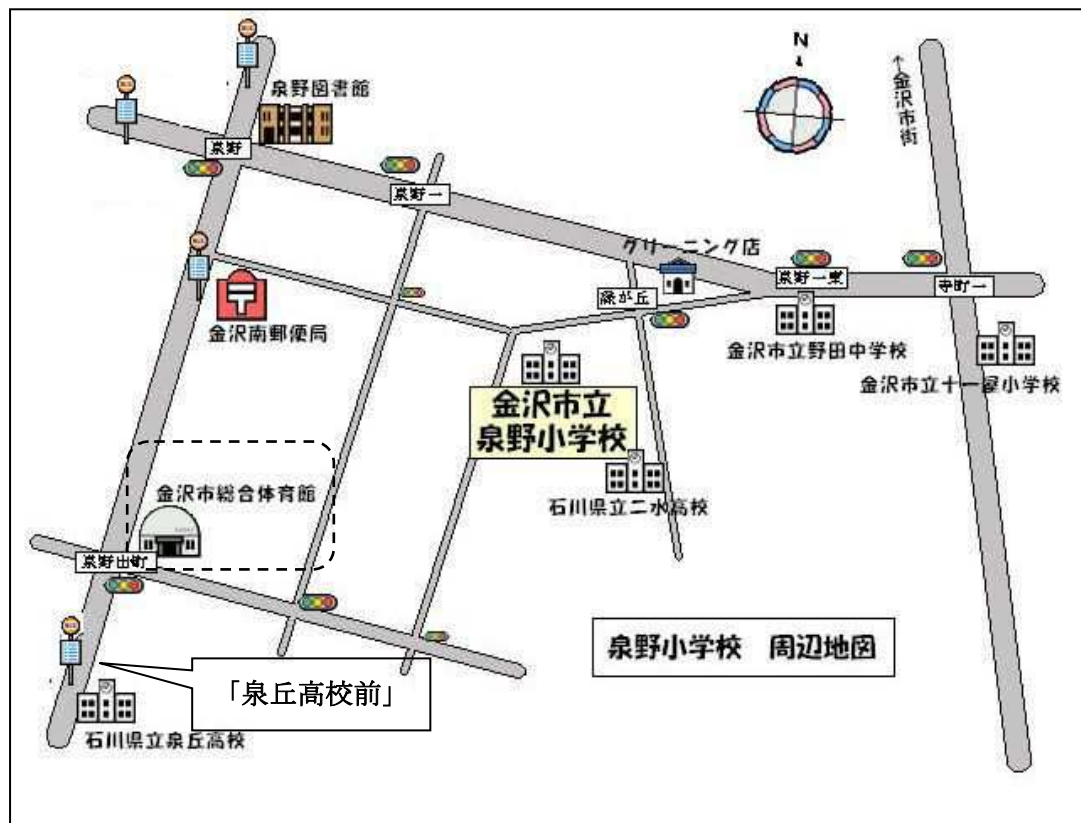 N
↑金沢市街
泉野図書館
泉野
泉野一
クリーニング店
泉野一東
寺町一
緑が丘
金沢南郵便局
金沢市立野田中学校
金沢市立十一屋小学校
金沢市立
泉野小学校
石川県立二水高校
金沢市総合体育館
泉野出町
泉野小学校 周辺地図
「泉丘高校前」
石川県立泉丘高校